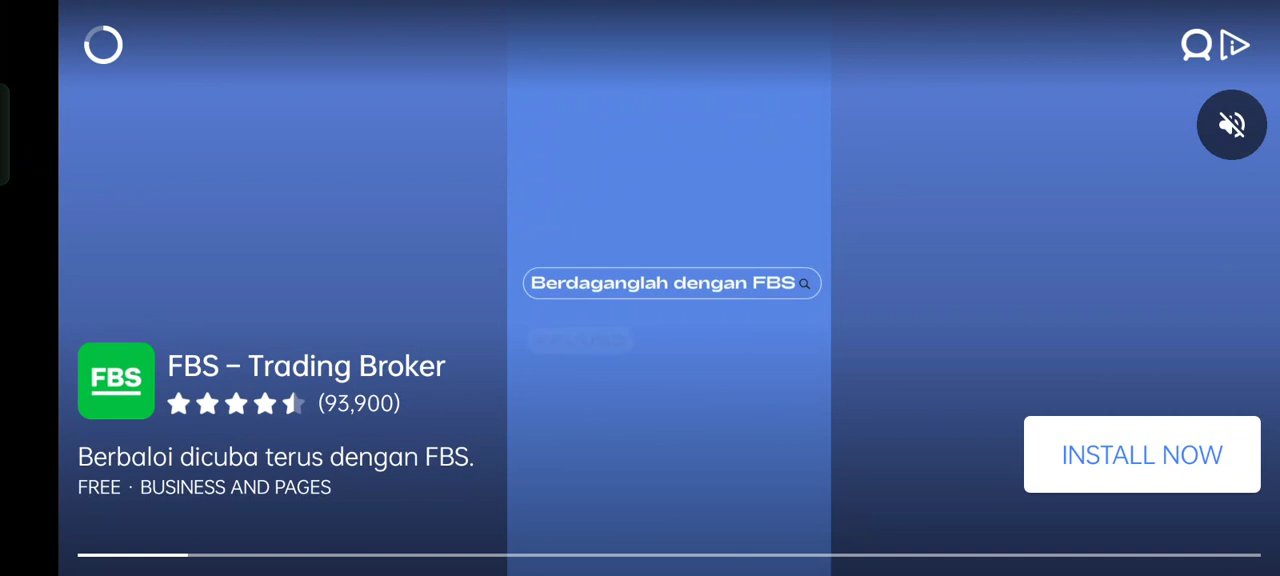 Berdaganglah dengan FBS
FBS
FBS – Trading Broker
(93,900)
Berbaloi dicuba terus dengan FBS.
FREE · BUSINESS AND PAGES
INSTALL NOW